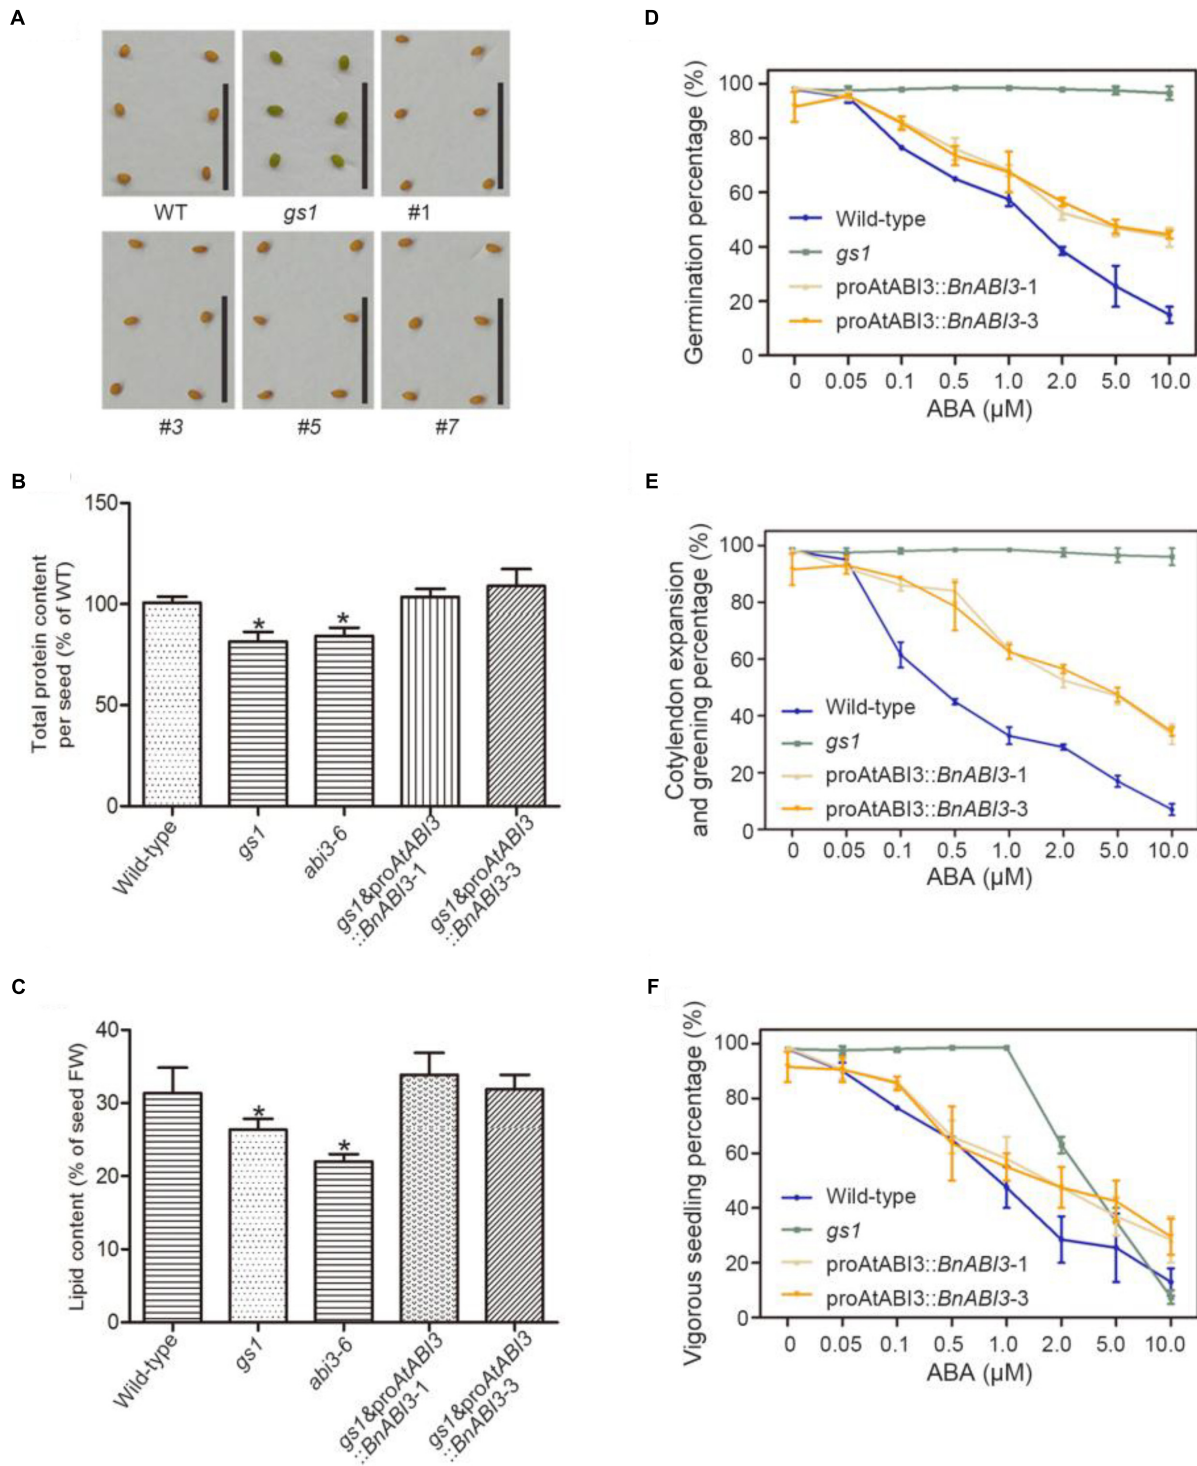 A
WT
gs1
#1
#3
#5
#7
B
Total protein content
per seed (% of WT)
150
100
50
0
*
*
Wild-type
gs1
abi3-6
gs1&proAtABI3
::BnABI3-1
gs1&proAtABI3
::BnABI3-3
C
Lipid content (% of seed FW)
40
30
20
10
0
*
*
Wild-type
gs1
abi3-6
gs1&proAtABI3
::BnABI3-1
gs1&proAtABI3
::BnABI3-3
D
Germination percentage (%)
100
80
60
40
20
0
Wild-type
gs1
proAtABI3::BnABI3-1
proAtABI3::BnABI3-3
0 0.05 0.1 0.5 1.0 2.0 5.0 10.0
ABA (µM)
E
Cotylendon expansion
and greening percentage (%)
100
80
60
40
20
0
Wild-type
gs1
proAtABI3::BnABI3-1
proAtABI3::BnABI3-3
0 0.05 0.1 0.5 1.0 2.0 5.0 10.0
ABA (µM)
F
Vigorous seedling percentage (%)
100
80
60
40
20
0
Wild-type
gs1
proAtABI3::BnABI3-1
proAtABI3::BnABI3-3
0 0.05 0.1 0.5 1.0 2.0 5.0 10.0
ABA (µM)